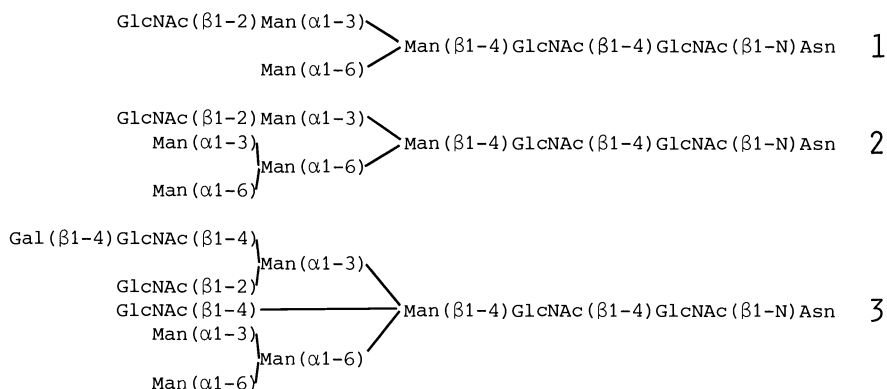 GlcNAc(β1-2)Man(α1-3)
Man(β1-4)GlcNAc(β1-4)GlcNAc(β1-N)Asn 1
Man(α1-6)
GlcNAc(β1-2)Man(α1-3)
Man(α1-3)
Man(β1-4)GlcNAc(β1-4)GlcNAc(β1-N)Asn 2
Man(α1-6)
Man(α1-6)
Gal(β1-4)GlcNAc(β1-4)
Man(α1-3)
GlcNAc(β1-2)
GlcNAc(β1-4) Man(β1-4)GlcNAc(β1-4)GlcNAc(β1-N)Asn 3
Man(α1-3)
Man(α1-6)
Man(α1-6)